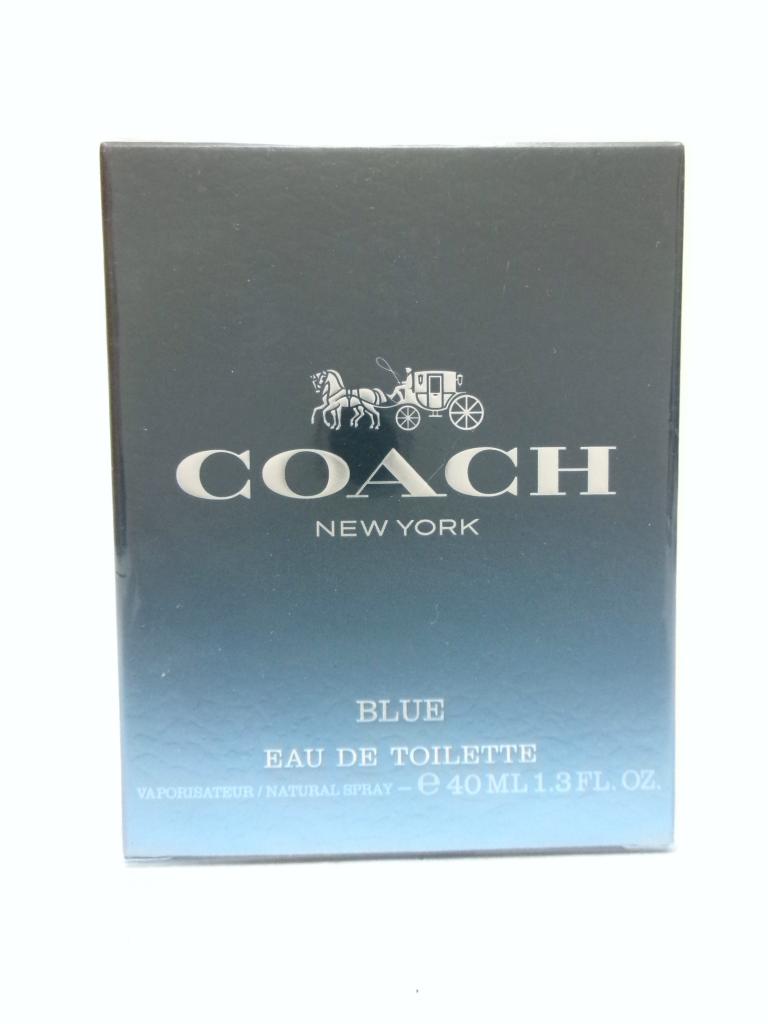 COACH
NEW YORK
BLUE
EAU DE TOILETTE
VAPORISATEUR / NATURAL SPRAY – ℮ 40 ML 1.3 FL. OZ.